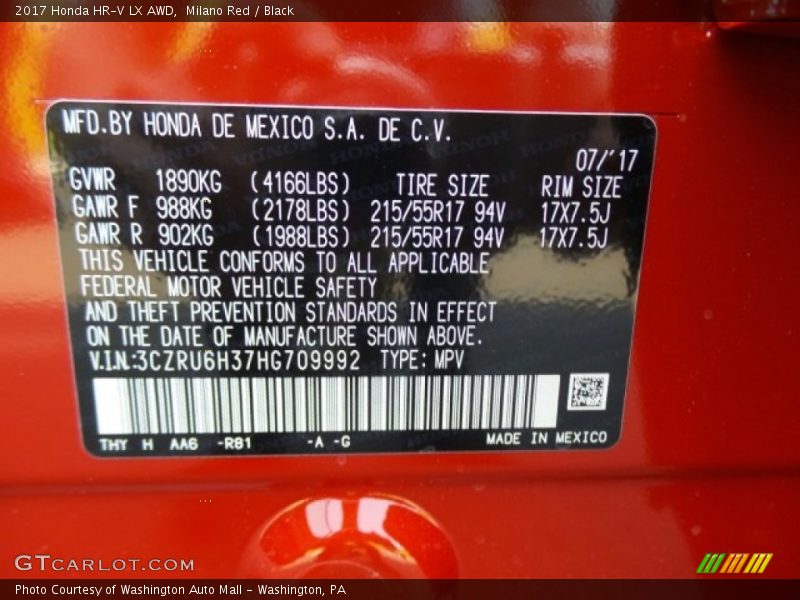 2017 Honda HR-V LX AWD, Milano Red / Black
MFD.BY HONDA DE MEXICO S.A. DE C.V.
07/'17
GVWR 1890KG (4166LBS) TIRE SIZE RIM SIZE
GAWR F 988KG (2178LBS) 215/55R17 94V 17X7.5J
GAWR R 902KG (1988LBS) 215/55R17 94V 17X7.5J
THIS VEHICLE CONFORMS TO ALL APPLICABLE
FEDERAL MOTOR VEHICLE SAFETY
AND THEFT PREVENTION STANDARDS IN EFFECT
ON THE DATE OF MANUFACTURE SHOWN ABOVE.
V.I.N.:3CZRU6H37HG709992 TYPE: MPV
THY H AA6 -R81 -A -G MADE IN MEXICO
GTCARLOT.COM
Photo Courtesy of Washington Auto Mall - Washington, PA